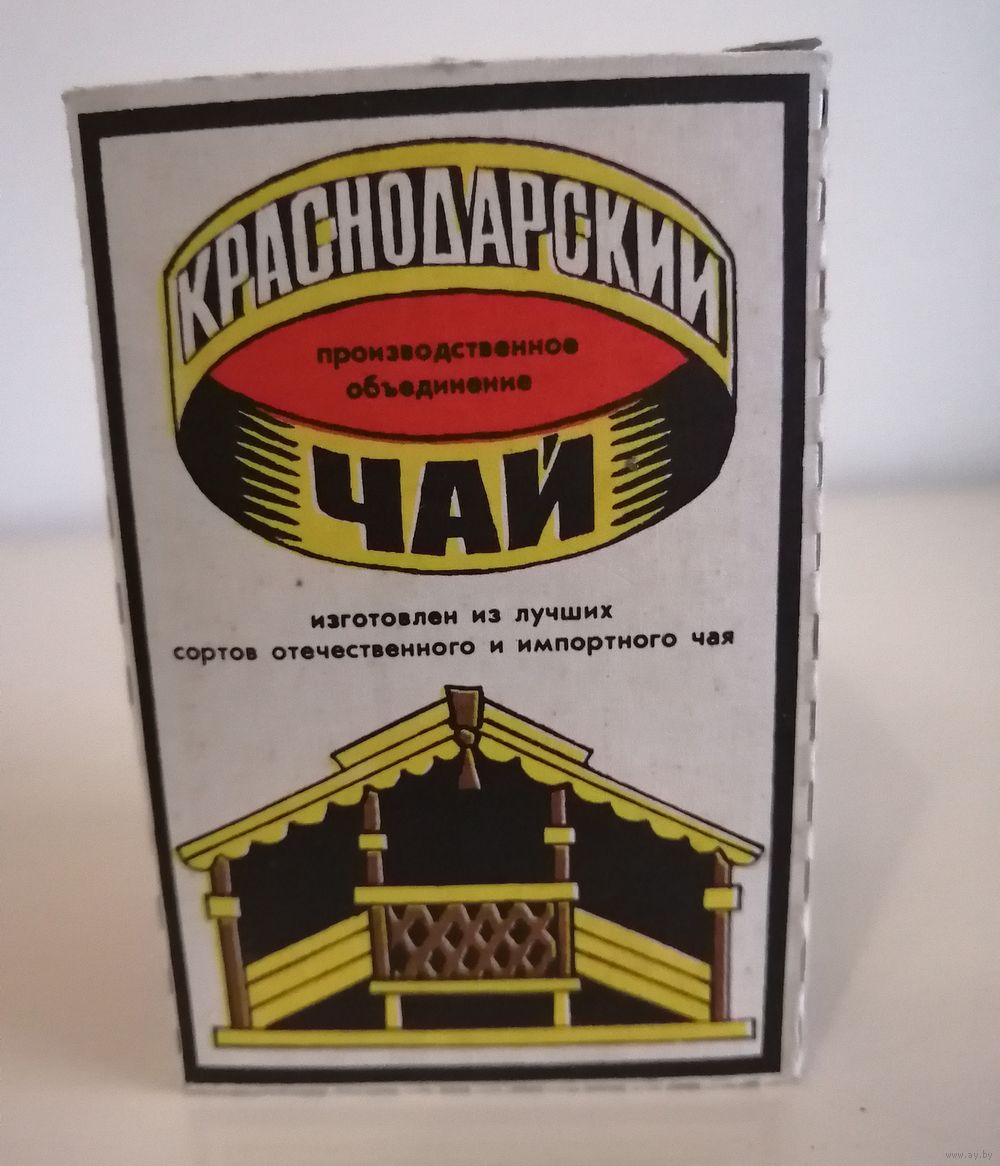 КРАСНОДАРСКИЙ
производственное
объединение
ЧАЙ
изготовлен из лучших
сортов отечественного и импортного чая
www.ay.by